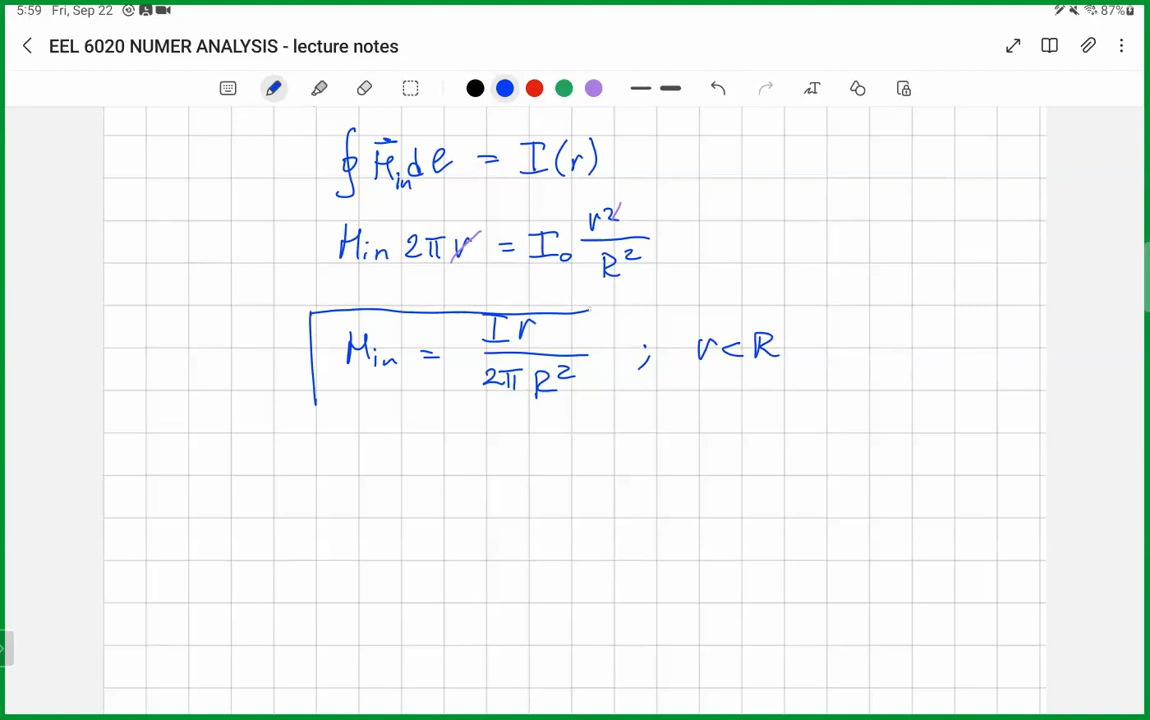 5:59 Fri, Sep 22 87%
EEL 6020 NUMER ANALYSIS - lecture notes
∮ H⃗in dℓ = I(r)
Hin 2π r = I₀ r²/R²
Hin = I r / 2π R² ; r < R